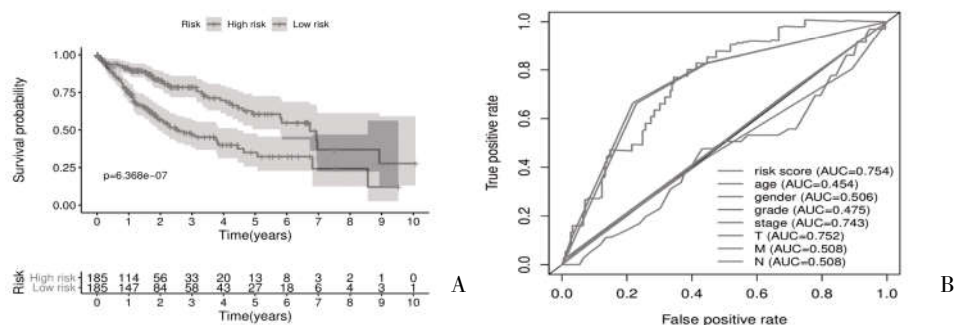 Risk High risk Low risk
Survival probability
1.00
0.75
0.50
0.25
0.00
p=6.368e-07
0 1 2 3 4 5 6 7 8 9 10
Time(years)
Risk
High risk 185 114 56 33 20 13 8 3 2 1 0
Low risk 185 147 84 58 43 27 18 6 4 3 1
0 1 2 3 4 5 6 7 8 9 10
Time(years)
A
True positive rate
1.0
0.8
0.6
0.4
0.2
0.0
risk score (AUC=0.754)
age (AUC=0.454)
gender (AUC=0.506)
grade (AUC=0.475)
stage (AUC=0.743)
T (AUC=0.752)
M (AUC=0.508)
N (AUC=0.508)
0.0 0.2 0.4 0.6 0.8 1.0
False positive rate
B